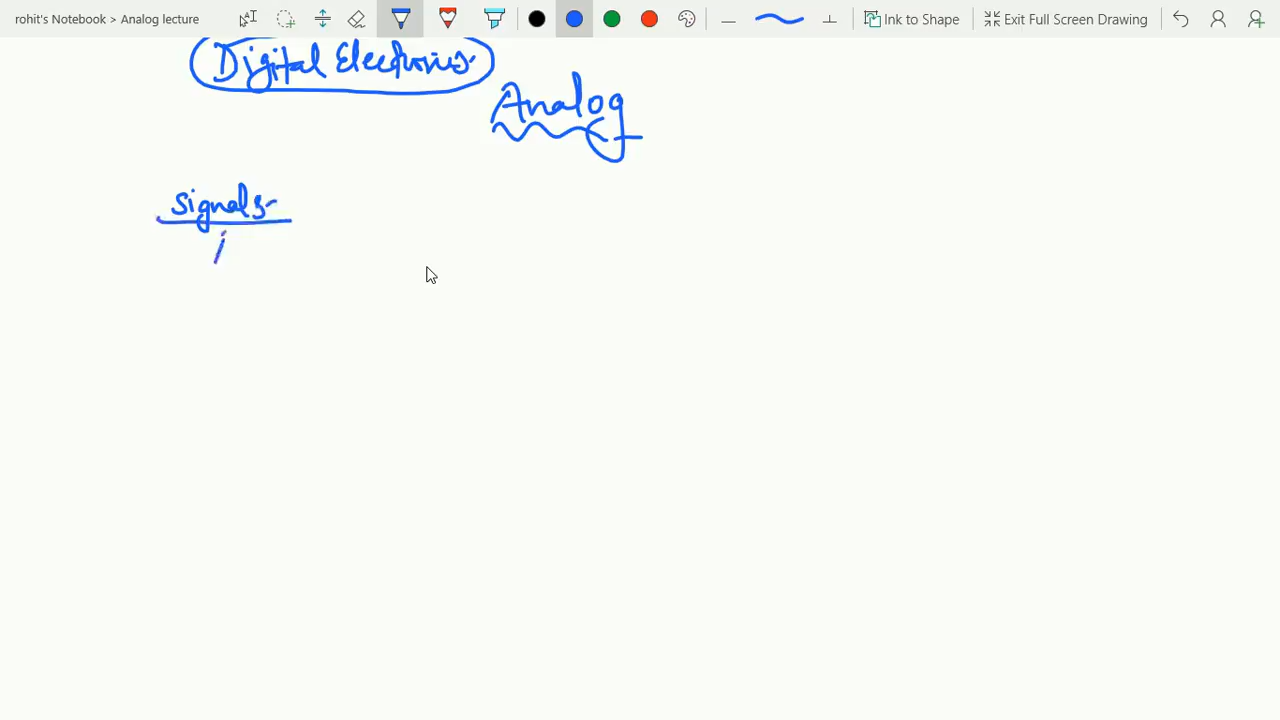 rohit's Notebook > Analog lecture
Ink to Shape
Exit Full Screen Drawing
Digital Electronics
Analog
Signals